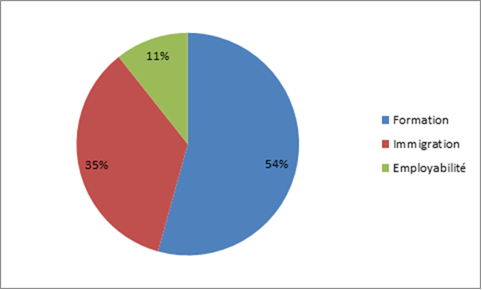 11%
35%
54%
Formation
Immigration
Employabilité